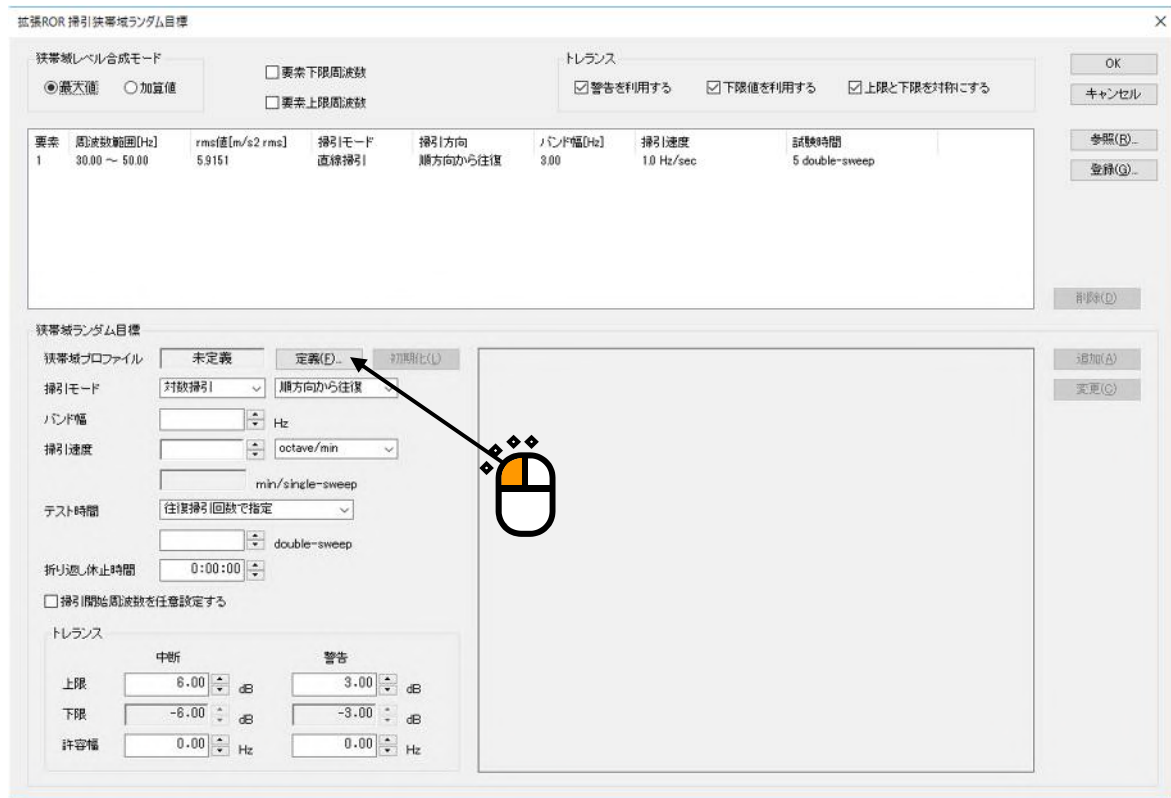 拡張ROR 掃引狭帯域ランダム目標
狭帯域レベル合成モード
最大値 加算値
要素下限周波数
要素上限周波数
トレランス
警告を利用する 下限値を利用する 上限と下限を対称にする
OK
キャンセル
要素 周波数範囲[Hz] rms値[m/s2 rms] 掃引モード 掃引方向 バンド幅[Hz] 掃引速度 試験時間
1 30.00 ～ 50.00 5.9151 直線掃引 順方向から往復 3.00 1.0 Hz/sec 5 double-sweep
参照(R)...
登録(G)...
削除(D)
狭帯域ランダム目標
狭帯域プロファイル 未定義 定義(F)... 初期化(L)
追加(A)
掃引モード 対数掃引 順方向から往復
変更(C)
バンド幅 Hz
掃引速度 octave/min
min/single-sweep
テスト時間 往復掃引回数で指定
double-sweep
折り返し休止時間 0:00:00
掃引開始周波数を任意設定する
トレランス
中断 警告
上限 6.00 dB 3.00 dB
下限 -6.00 dB -3.00 dB
許容幅 0.00 Hz 0.00 Hz